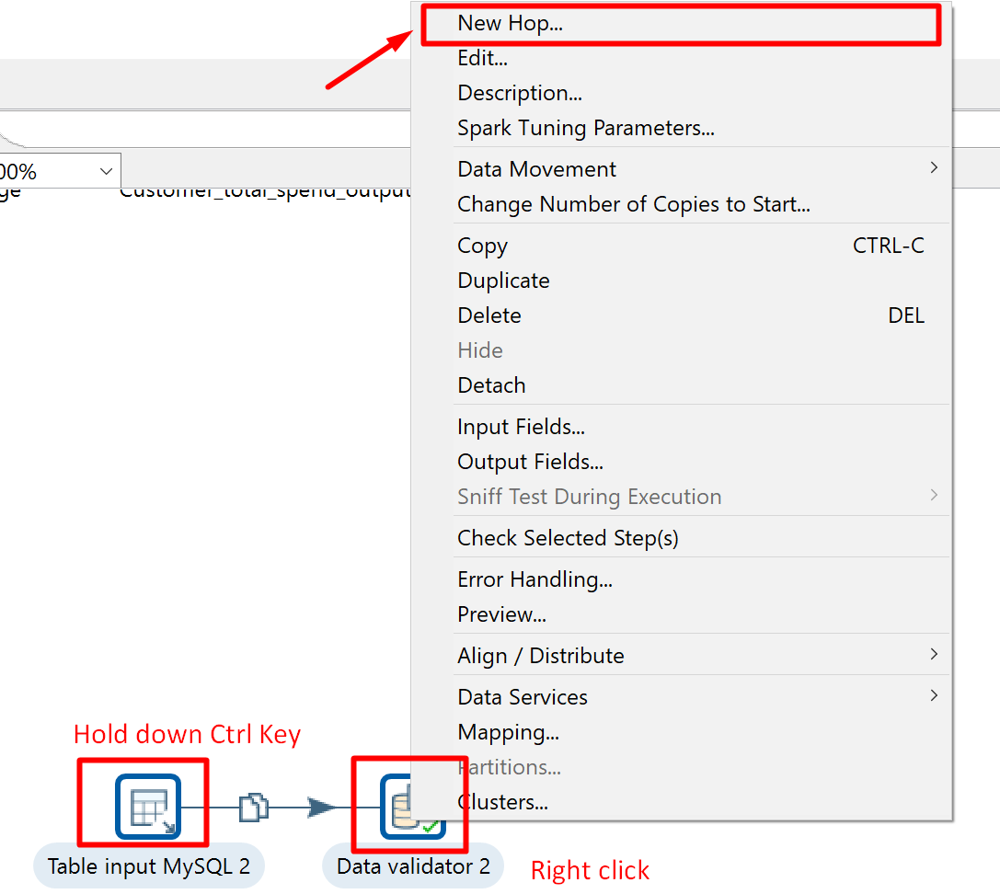 New Hop...
Edit...
Description...
Spark Tuning Parameters...
00%
Customer_total_spend_output
Data Movement
Change Number of Copies to Start...
Copy CTRL-C
Duplicate
Delete DEL
Hide
Detach
Input Fields...
Output Fields...
Sniff Test During Execution
Check Selected Step(s)
Error Handling...
Preview...
Align / Distribute
Data Services
Mapping...
Partitions...
Clusters...
Hold down Ctrl Key
Table input MySQL 2
Data validator 2
Right click